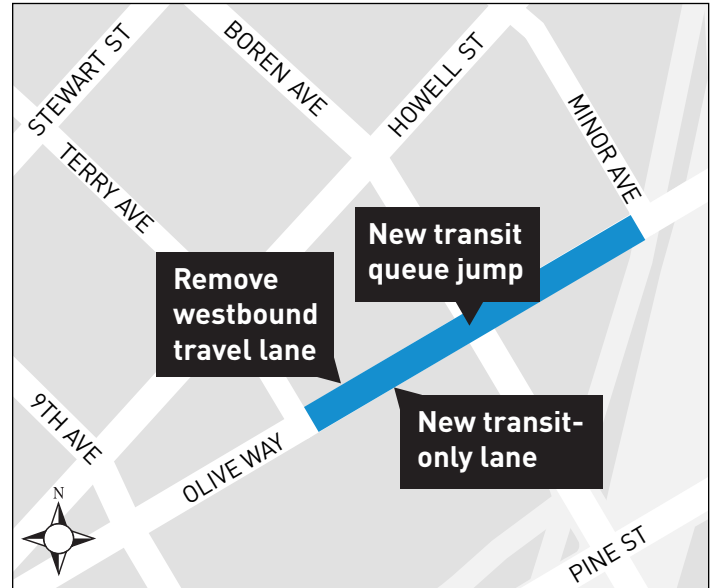 STEWART ST
BOREN AVE
HOWELL ST
MINOR AVE
TERRY AVE
New transit
queue jump
Remove
westbound
travel lane
New transit-
only lane
9TH AVE
OLIVE WAY
N
PINE ST